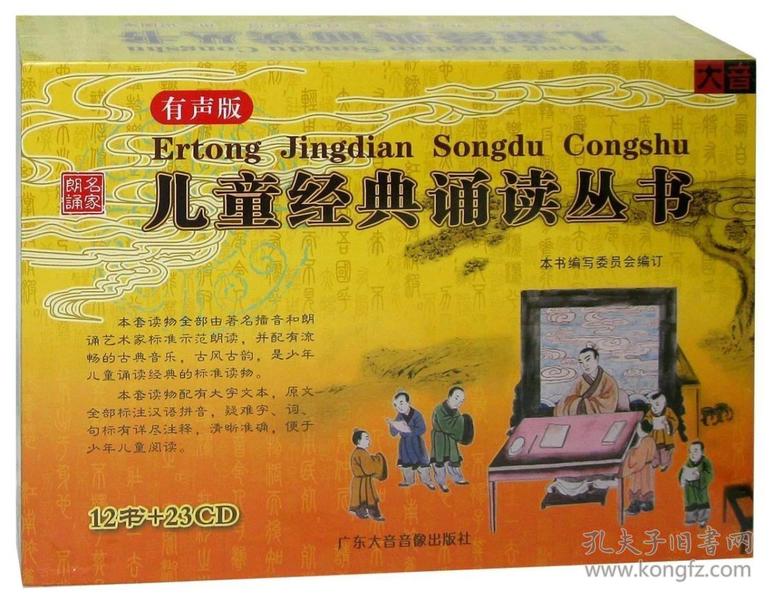 Ertong Jingdian Songdu Congshu
大音
有声版
Ertong Jingdian Songdu Congshu
名家
朗诵
儿童经典诵读丛书
本书编写委员会编订
本套读物全部由著名播音和朗
诵艺术家标准示范朗读，并配有流
畅的古典音乐，古风古韵，是少年
儿童诵读经典的标准读物。
本套读物配有大字文本，原文
全部标注汉语拼音，疑难字、词、
句标有详尽注释，清晰准确，便于
少年儿童阅读。
12书+23CD
广东大音音像出版社
孔夫子旧书网
www.kongfz.com